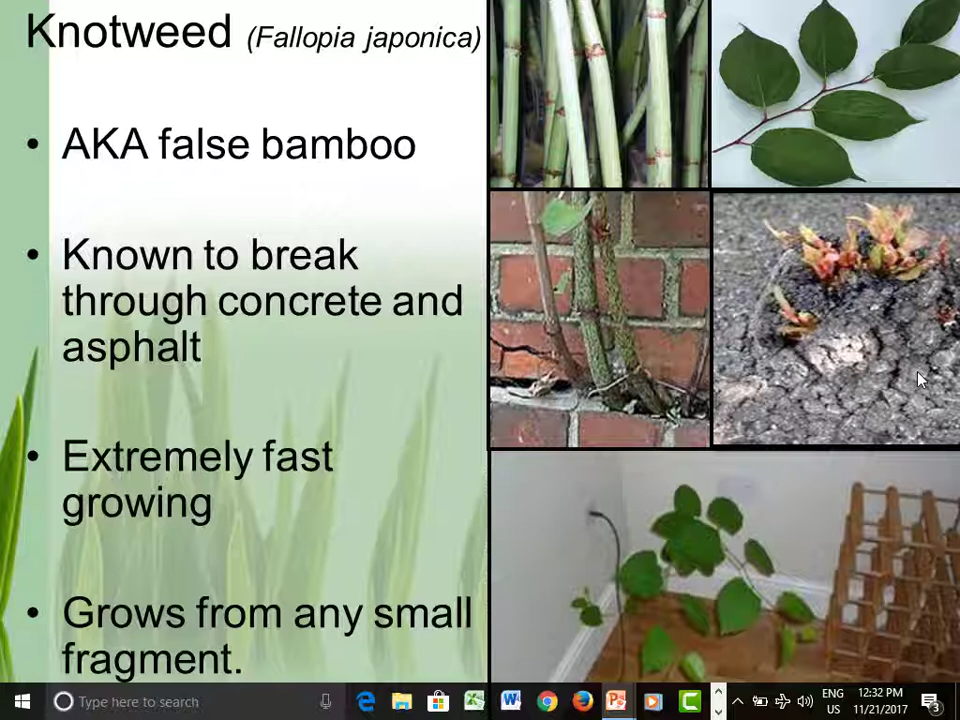 Knotweed (Fallopia japonica)
• AKA false bamboo
• Known to break
through concrete and
asphalt
• Extremely fast
growing
• Grows from any small
fragment.
Type here to search
ENG
US
12:32 PM
11/21/2017
3